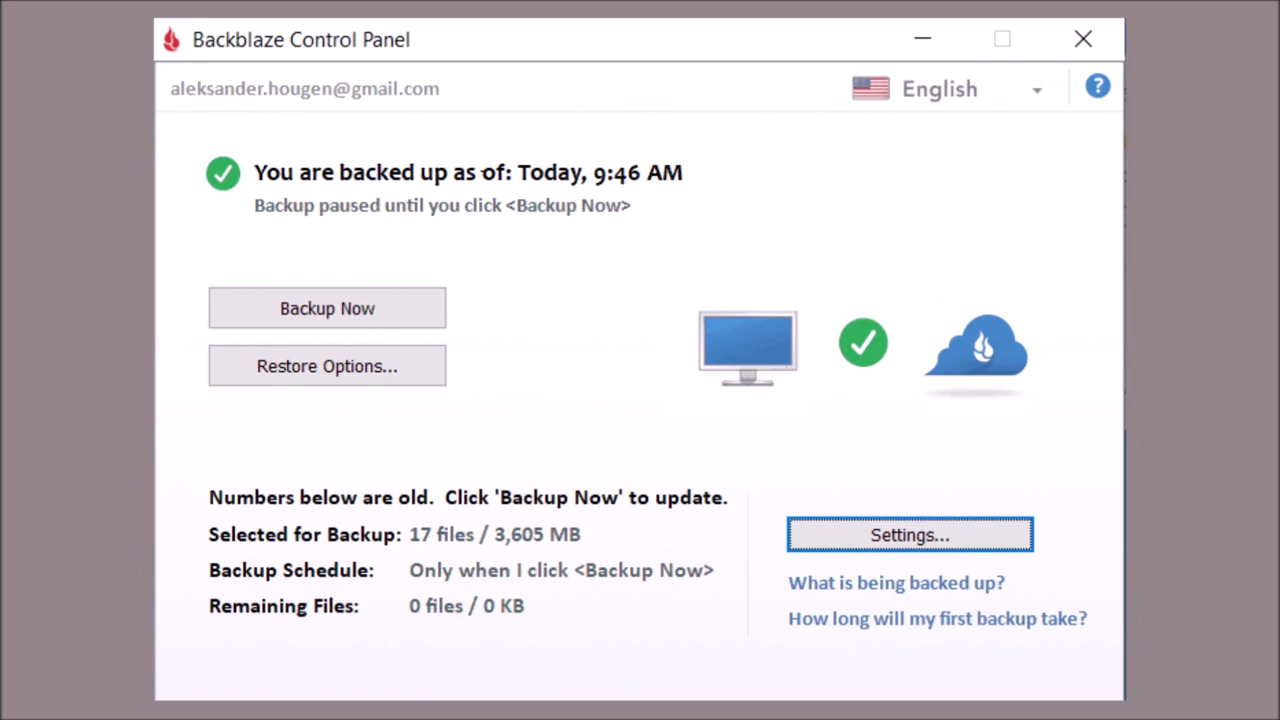 Backblaze Control Panel
aleksander.hougen@gmail.com
English
?
You are backed up as of: Today, 9:46 AM
Backup paused until you click <Backup Now>
Backup Now
Restore Options...
Numbers below are old. Click 'Backup Now' to update.
Selected for Backup: 17 files / 3,605 MB
Backup Schedule: Only when I click <Backup Now>
Remaining Files: 0 files / 0 KB
Settings...
What is being backed up?
How long will my first backup take?